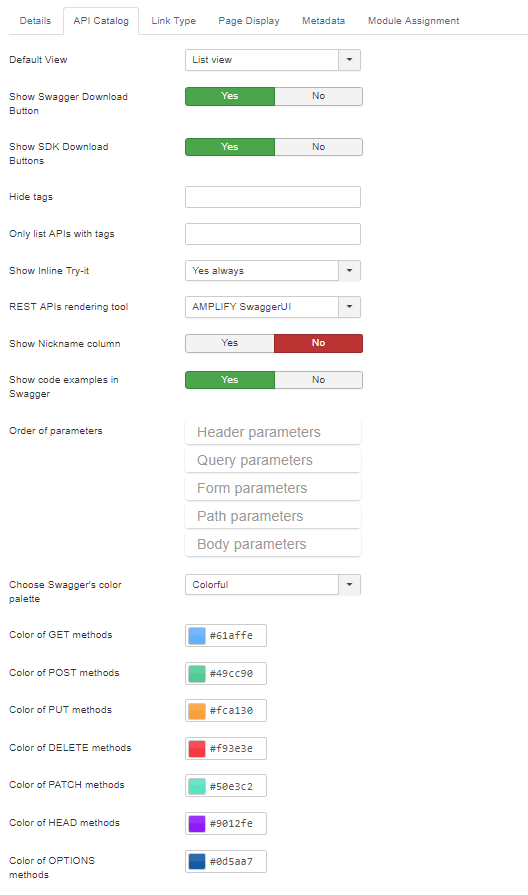 Details API Catalog Link Type Page Display Metadata Module Assignment
Default View List view
Show Swagger Download Yes No
Button
Show SDK Download Yes No
Buttons
Hide tags
Only list APIs with tags
Show Inline Try-it Yes always
REST APIs rendering tool AMPLIFY SwaggerUI
Show Nickname column Yes No
Show code examples in Yes No
Swagger
Order of parameters Header parameters
Query parameters
Form parameters
Path parameters
Body parameters
Choose Swagger's color Colorful
palette
Color of GET methods #61affe
Color of POST methods #49cc90
Color of PUT methods #fca130
Color of DELETE methods #f93e3e
Color of PATCH methods #50e3c2
Color of HEAD methods #9012fe
Color of OPTIONS #0d5aa7
methods